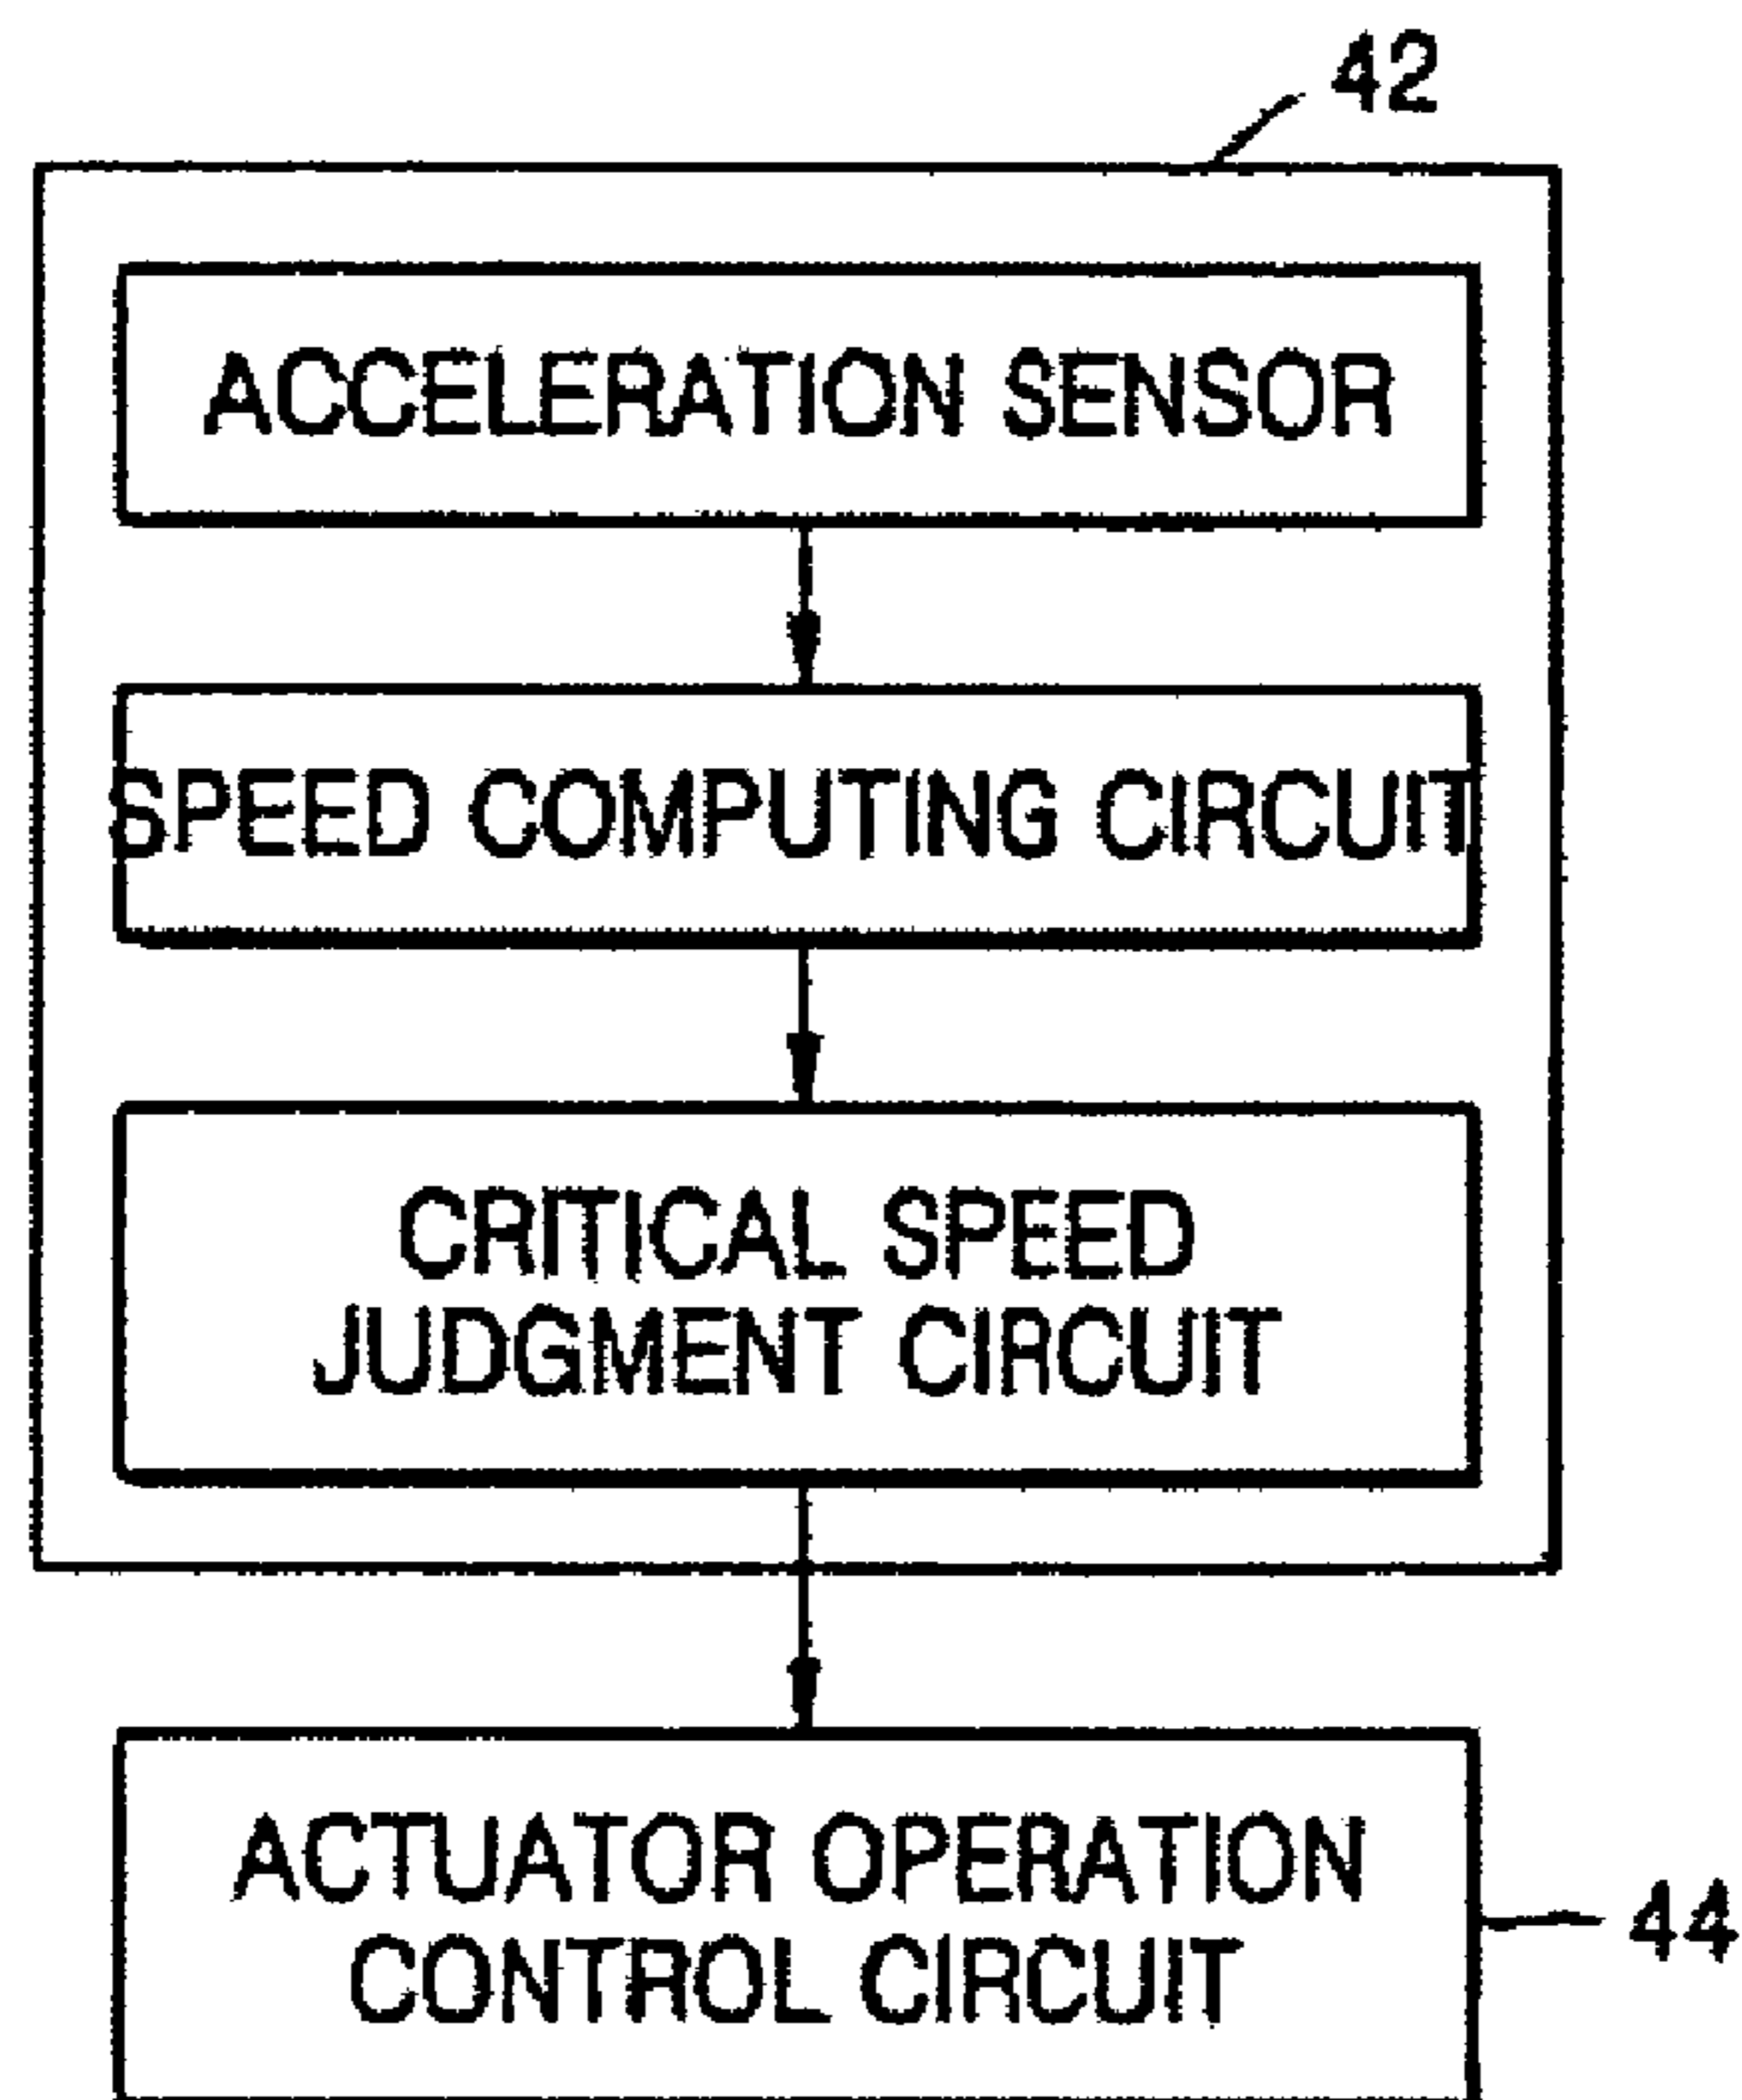 42
ACCELERATION SENSOR
SPEED COMPUTING CIRCUIT
CRITICAL SPEED
JUDGMENT CIRCUIT
ACTUATOR OPERATION
CONTROL CIRCUIT
44